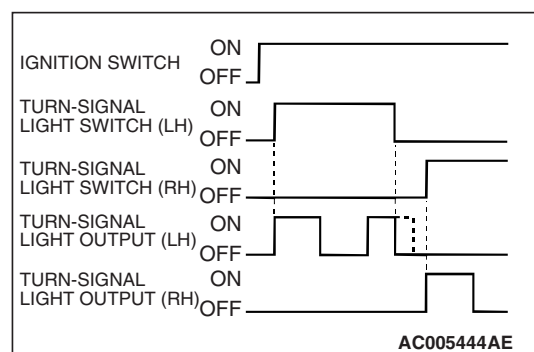 ON
IGNITION SWITCH
OFF
TURN-SIGNAL
LIGHT SWITCH (LH)
ON
OFF
TURN-SIGNAL
LIGHT SWITCH (RH)
ON
OFF
TURN-SIGNAL
LIGHT OUTPUT (LH)
ON
OFF
TURN-SIGNAL
LIGHT OUTPUT (RH)
ON
OFF
AC005444AE